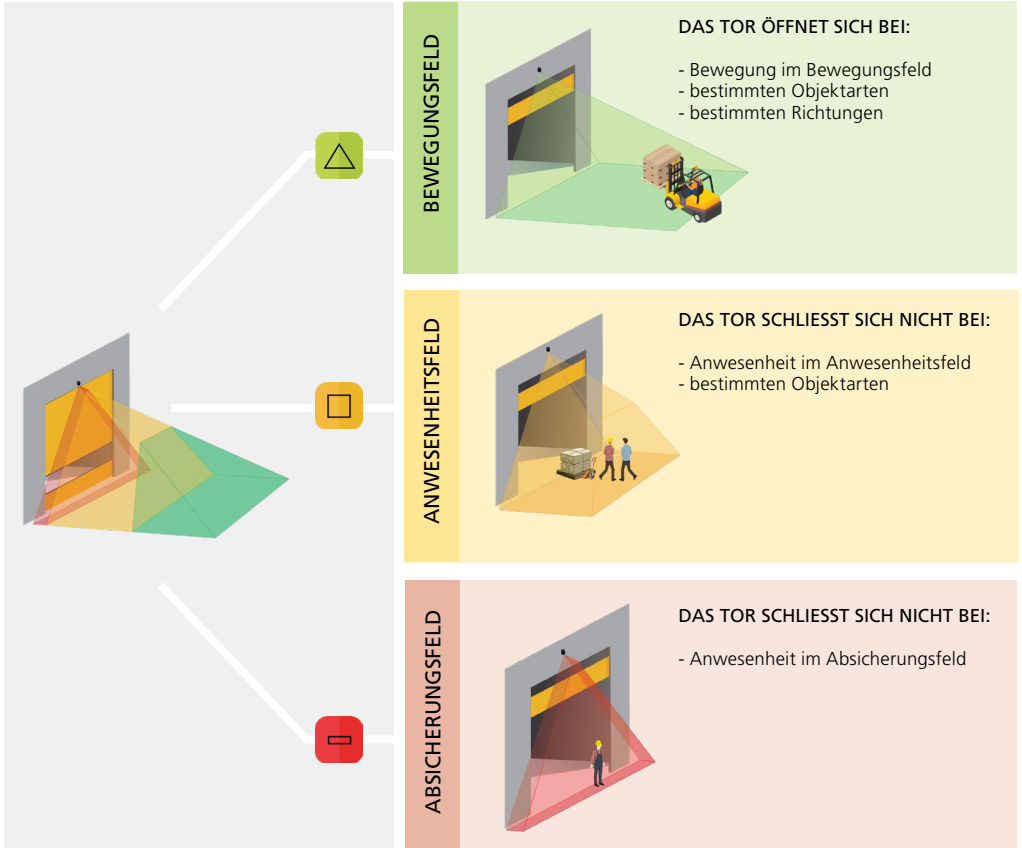 BEWEGUNGSFELD
DAS TOR ÖFFNET SICH BEI:
- Bewegung im Bewegungsfeld
- bestimmten Objektarten
- bestimmten Richtungen
ANWESENHEITSFELD
DAS TOR SCHLIESST SICH NICHT BEI:
- Anwesenheit im Anwesenheitsfeld
- bestimmten Objektarten
ABSICHERUNGSFELD
DAS TOR SCHLIESST SICH NICHT BEI:
- Anwesenheit im Absicherungsfeld